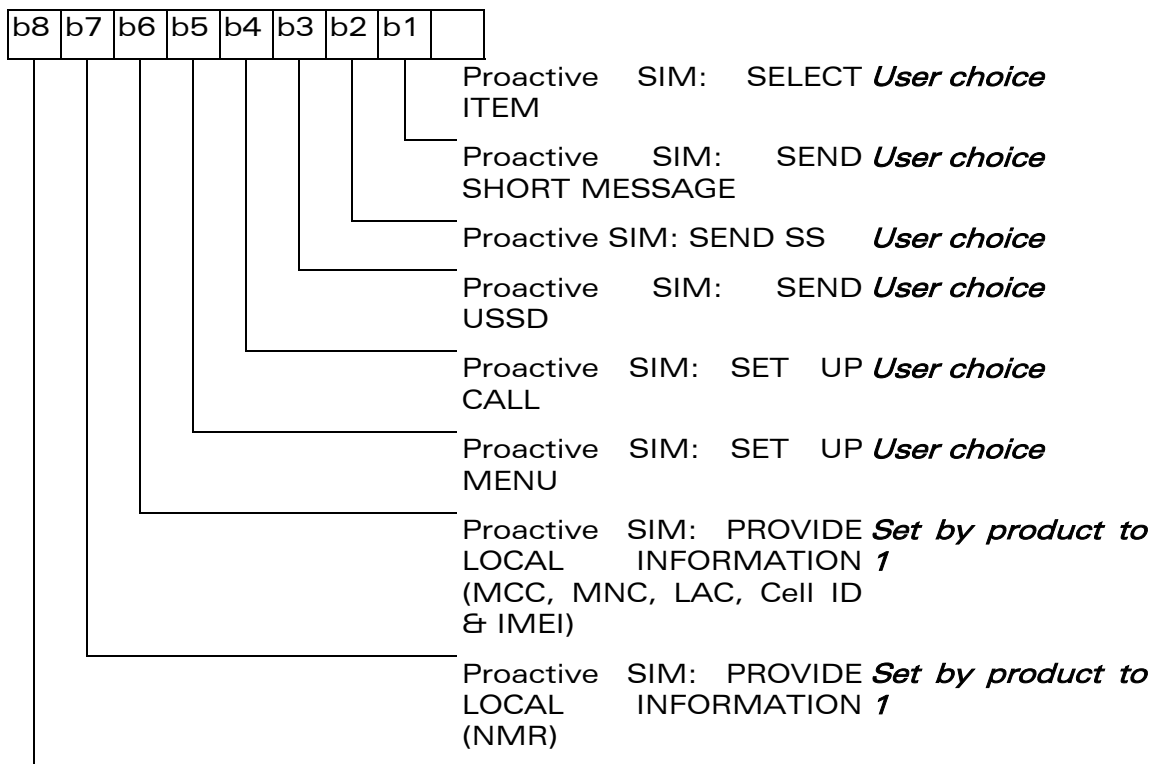 b8 b7 b6 b5 b4 b3 b2 b1
Proactive SIM: SELECT User choice
ITEM
Proactive SIM: SEND User choice
SHORT MESSAGE
Proactive SIM: SEND SS User choice
Proactive SIM: SEND User choice
USSD
Proactive SIM: SET UP User choice
CALL
Proactive SIM: SET UP User choice
MENU
Proactive SIM: PROVIDE Set by product to
LOCAL INFORMATION 1
(MCC, MNC, LAC, Cell ID
& IMEI)
Proactive SIM: PROVIDE Set by product to
LOCAL INFORMATION 1
(NMR)